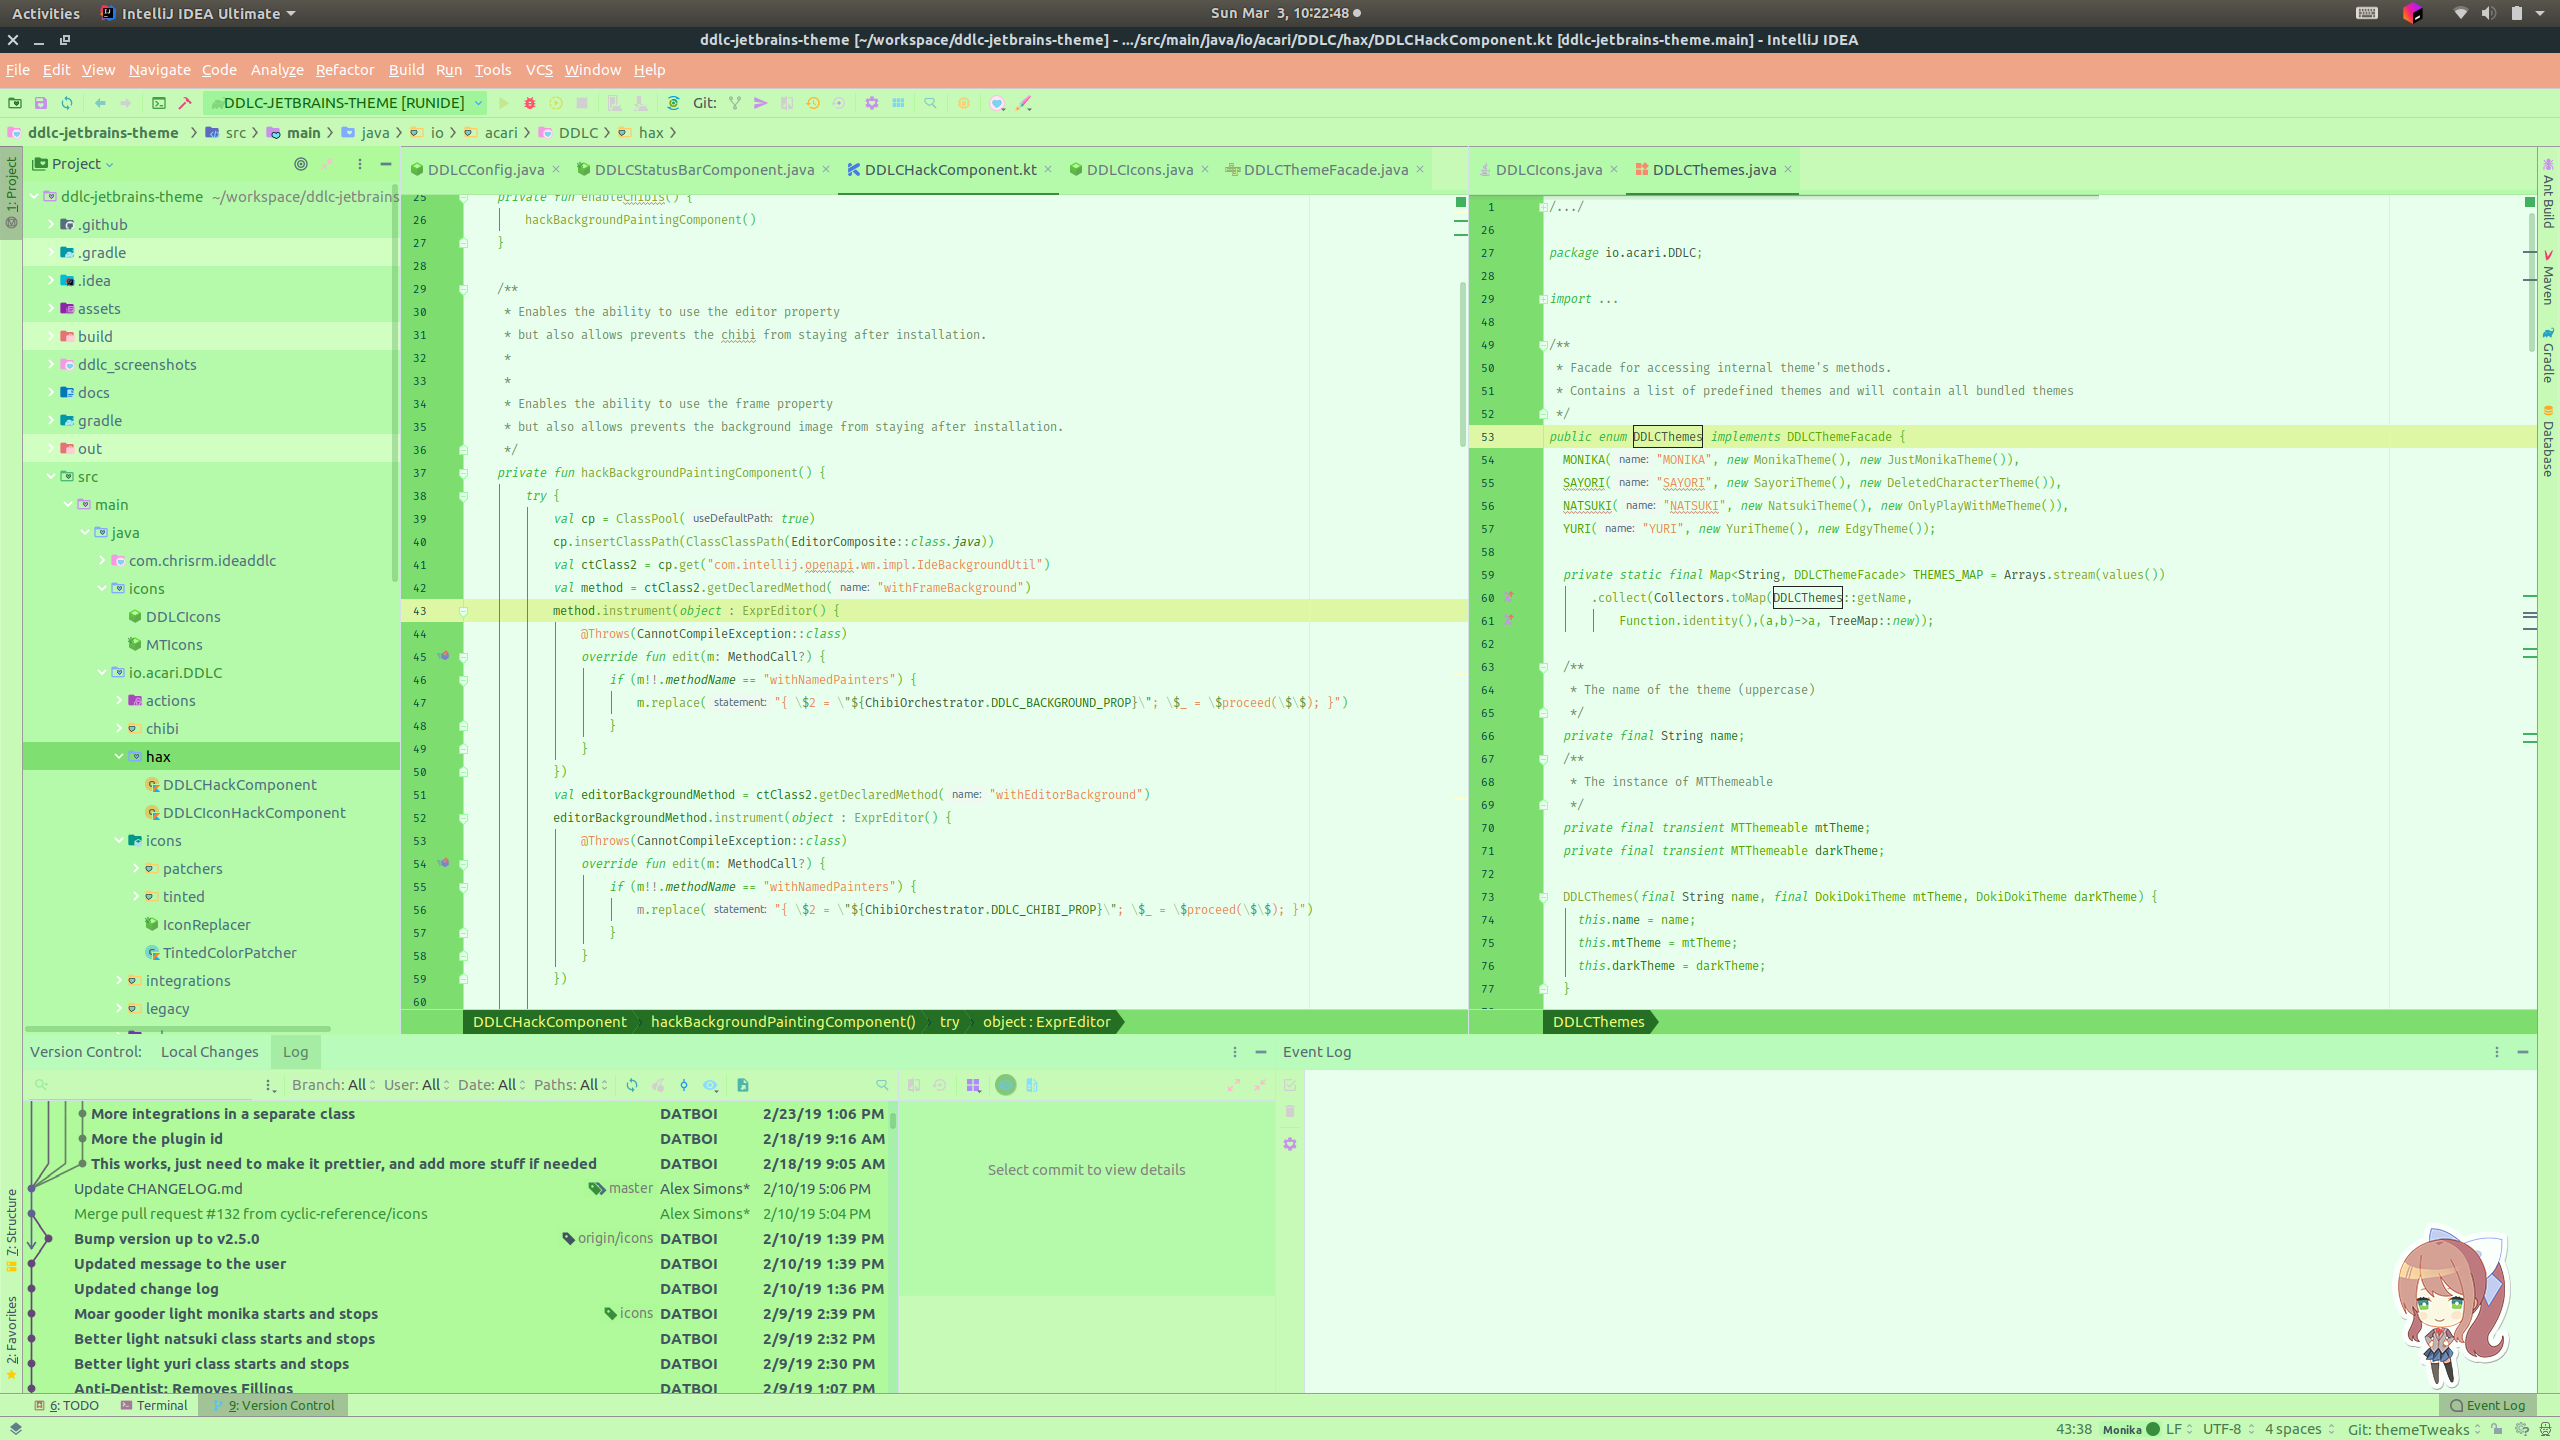 Activities IntelliJ IDEA Ultimate Sun Mar 3, 10:22:48
ddlc-jetbrains-theme [~/workspace/ddlc-jetbrains-theme] - .../src/main/java/io/acari/DDLC/hax/DDLCHackComponent.kt [ddlc-jetbrains-theme.main] - IntelliJ IDEA
File Edit View Navigate Code Analyze Refactor Build Run Tools VCS Window Help
DDLC-JETBRAINS-THEME [RUNIDE] Git:
ddlc-jetbrains-theme src main java io acari DDLC hax
1: Project
7: Structure
2: Favorites
Project
ddlc-jetbrains-theme ~/workspace/ddlc-jetbrains
.github
.gradle
.idea
assets
build
ddlc_screenshots
docs
gradle
out
src
main
java
com.chrisrm.ideaddlc
icons
DDLCIcons
MTIcons
io.acari.DDLC
actions
chibi
hax
DDLCHackComponent
DDLCIconHackComponent
icons
patchers
tinted
IconReplacer
TintedColorPatcher
integrations
legacy
DDLCConfig.java DDLCStatusBarComponent.java DDLCHackComponent.kt DDLCIcons.java DDLCThemeFacade.java
25 private fun enableChibis() {
26 hackBackgroundPaintingComponent()
27 }
28
29 /**
30 * Enables the ability to use the editor property
31 * but also allows prevents the chibi from staying after installation.
32 *
33 *
34 * Enables the ability to use the frame property
35 * but also allows prevents the background image from staying after installation.
36 */
37 private fun hackBackgroundPaintingComponent() {
38 try {
39 val cp = ClassPool( useDefaultPath: true)
40 cp.insertClassPath(ClassClassPath(EditorComposite::class.java))
41 val ctClass2 = cp.get("com.intellij.openapi.wm.impl.IdeBackgroundUtil")
42 val method = ctClass2.getDeclaredMethod( name: "withFrameBackground")
43 method.instrument(object : ExprEditor() {
44 @Throws(CannotCompileException::class)
45 override fun edit(m: MethodCall?) {
46 if (m!!.methodName == "withNamedPainters") {
47 m.replace( statement: "{ \$2 = \"${ChibiOrchestrator.DDLC_BACKGROUND_PROP}\"; \$_ = \$proceed(\$\$); }")
48 }
49 }
50 })
51 val editorBackgroundMethod = ctClass2.getDeclaredMethod( name: "withEditorBackground")
52 editorBackgroundMethod.instrument(object : ExprEditor() {
53 @Throws(CannotCompileException::class)
54 override fun edit(m: MethodCall?) {
55 if (m!!.methodName == "withNamedPainters") {
56 m.replace( statement: "{ \$2 = \"${ChibiOrchestrator.DDLC_CHIBI_PROP}\"; \$_ = \$proceed(\$\$); }")
57 }
58 }
59 })
60
DDLCHackComponent hackBackgroundPaintingComponent() try object : ExprEditor
DDLCIcons.java DDLCThemes.java
1 /.../
26
27 package io.acari.DDLC;
28
29 import ...
48
49 /**
50 * Facade for accessing internal theme's methods.
51 * Contains a list of predefined themes and will contain all bundled themes
52 */
53 public enum DDLCThemes implements DDLCThemeFacade {
54 MONIKA( name: "MONIKA", new MonikaTheme(), new JustMonikaTheme()),
55 SAYORI( name: "SAYORI", new SayoriTheme(), new DeletedCharacterTheme()),
56 NATSUKI( name: "NATSUKI", new NatsukiTheme(), new OnlyPlayWithMeTheme()),
57 YURI( name: "YURI", new YuriTheme(), new EdgyTheme());
58
59 private static final Map<String, DDLCThemeFacade> THEMES_MAP = Arrays.stream(values())
60 .collect(Collectors.toMap(DDLCThemes::getName,
61 Function.identity(),(a,b)->a, TreeMap::new));
62
63 /**
64 * The name of the theme (uppercase)
65 */
66 private final String name;
67 /**
68 * The instance of MTThemeable
69 */
70 private final transient MTThemeable mtTheme;
71 private final transient MTThemeable darkTheme;
72
73 DDLCThemes(final String name, final DokiDokiTheme mtTheme, final DokiDokiTheme darkTheme) {
74 this.name = name;
75 this.mtTheme = mtTheme;
76 this.darkTheme = darkTheme;
77 }
DDLCThemes
Ant Build
Maven
Gradle
Database
Version Control: Local Changes Log
Branch: All User: All Date: All Paths: All
More integrations in a separate class DATBOI 2/23/19 1:06 PM
More the plugin id DATBOI 2/18/19 9:16 AM
This works, just need to make it prettier, and add more stuff if needed DATBOI 2/18/19 9:05 AM
Update CHANGELOG.md master Alex Simons* 2/10/19 5:06 PM
Merge pull request #132 from cyclic-reference/icons Alex Simons* 2/10/19 5:04 PM
Bump version up to v2.5.0 origin/icons DATBOI 2/10/19 1:39 PM
Updated message to the user DATBOI 2/10/19 1:39 PM
Updated change log DATBOI 2/10/19 1:36 PM
Moar gooder light monika starts and stops icons DATBOI 2/9/19 2:39 PM
Better light natsuki class starts and stops DATBOI 2/9/19 2:32 PM
Better light yuri class starts and stops DATBOI 2/9/19 2:30 PM
Anti-Dentist: Removes Fillings DATBOI 2/9/19 1:07 PM
Select commit to view details
Event Log
6: TODO Terminal 9: Version Control Event Log
43:38 Monika LF UTF-8 4 spaces Git: themeTweaks